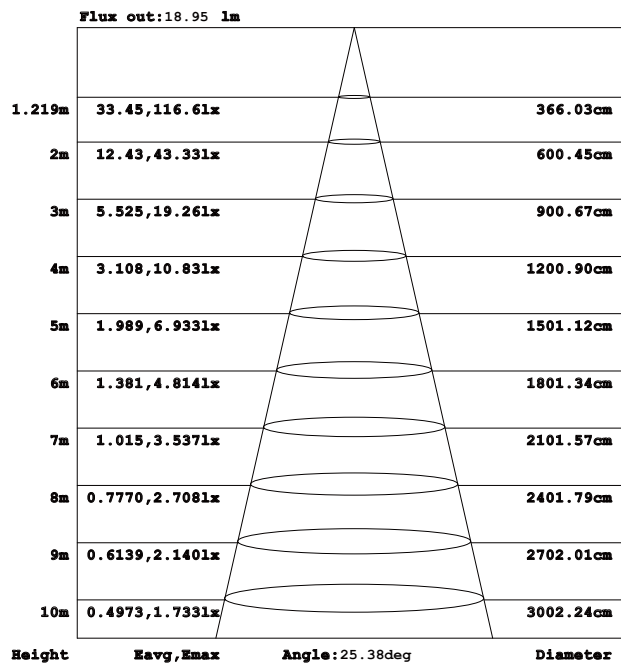 Flux out:18.95 lm
1.219m 33.45,116.6lx 366.03cm
2m 12.43,43.33lx 600.45cm
3m 5.525,19.26lx 900.67cm
4m 3.108,10.83lx 1200.90cm
5m 1.989,6.933lx 1501.12cm
6m 1.381,4.814lx 1801.34cm
7m 1.015,3.537lx 2101.57cm
8m 0.7770,2.708lx 2401.79cm
9m 0.6139,2.140lx 2702.01cm
10m 0.4973,1.733lx 3002.24cm
Height Eavg,Emax Angle:25.38deg Diameter